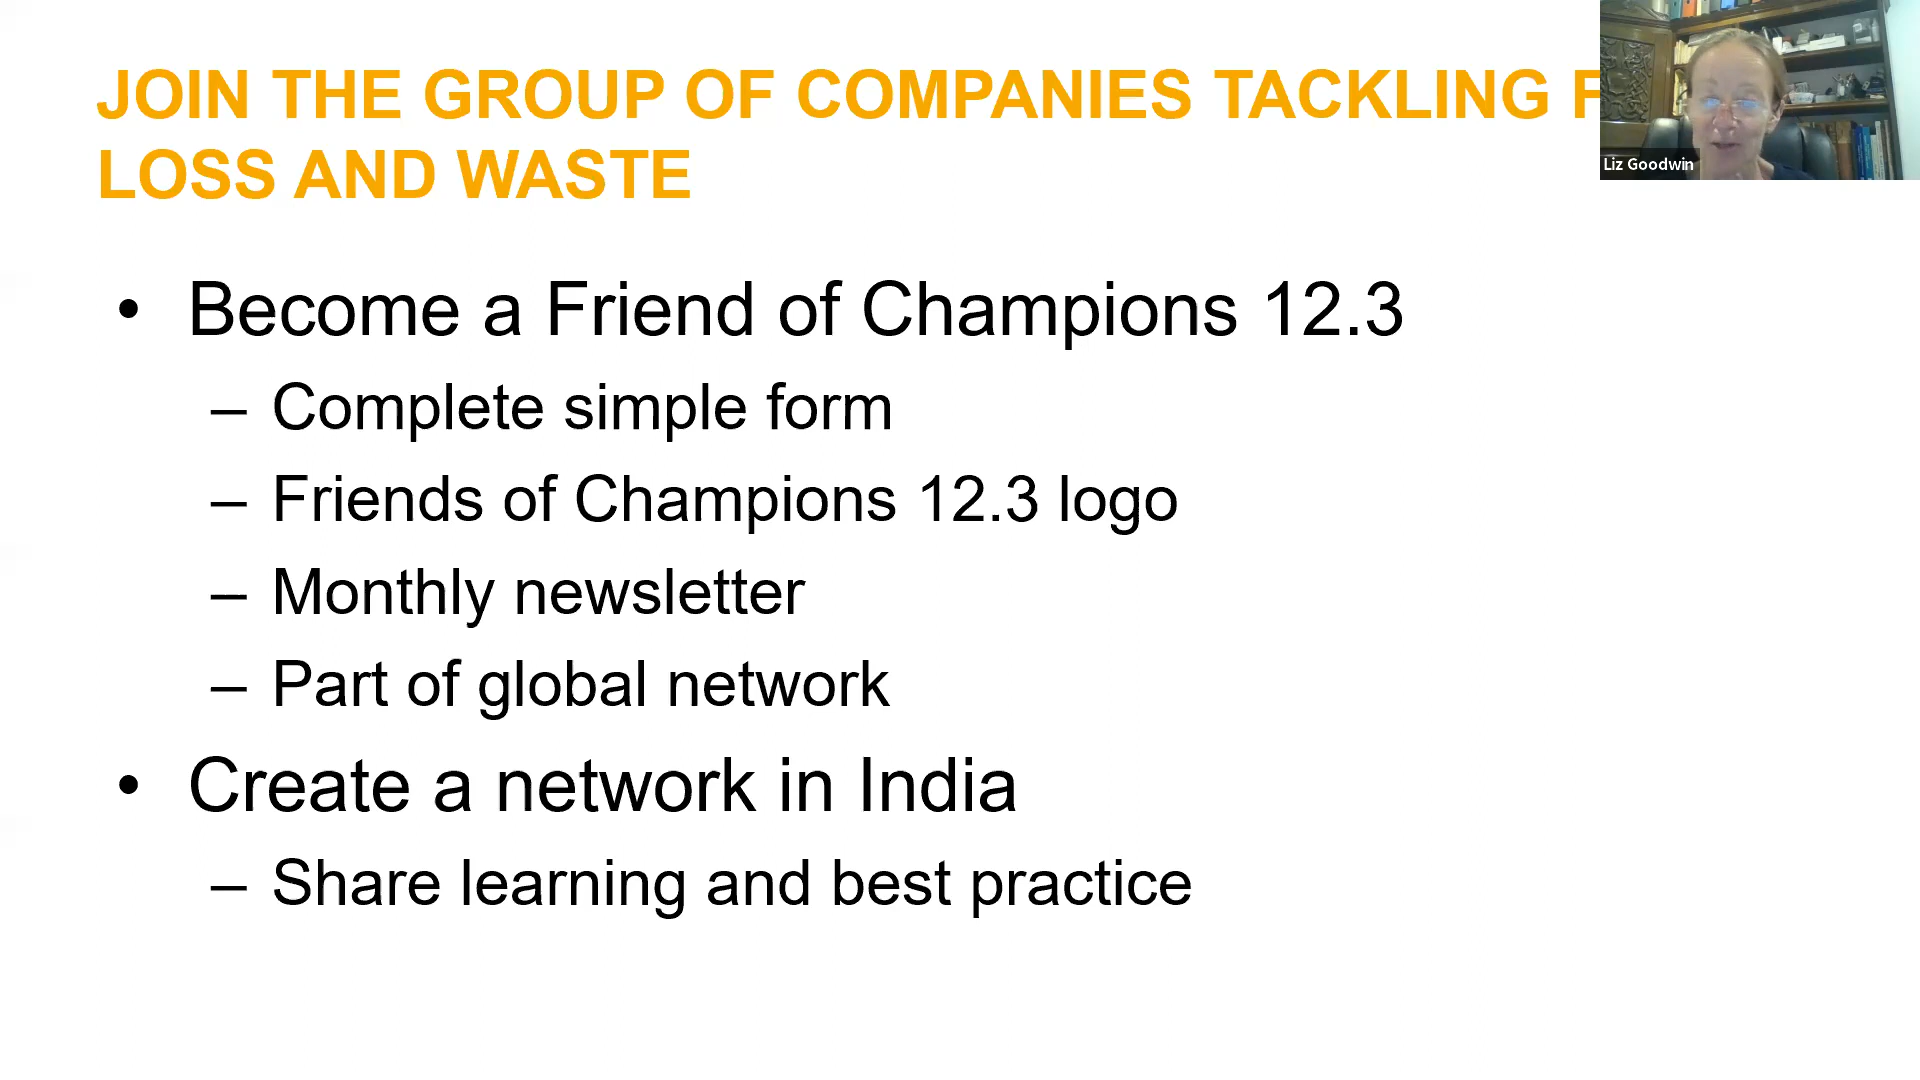 JOIN THE GROUP OF COMPANIES TACKLING
LOSS AND WASTE
Liz Goodwin
• Become a Friend of Champions 12.3
– Complete simple form
– Friends of Champions 12.3 logo
– Monthly newsletter
– Part of global network
• Create a network in India
– Share learning and best practice